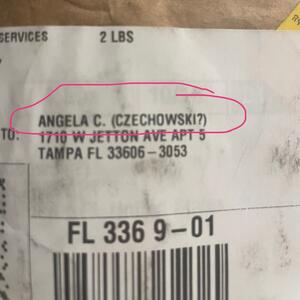 SERVICES 2 LBS
ANGELA C. (CZECHOWSKI?)
TO: 1710 W JETTON AVE APT 5
TAMPA FL 33606-3053
FL 336 9-01